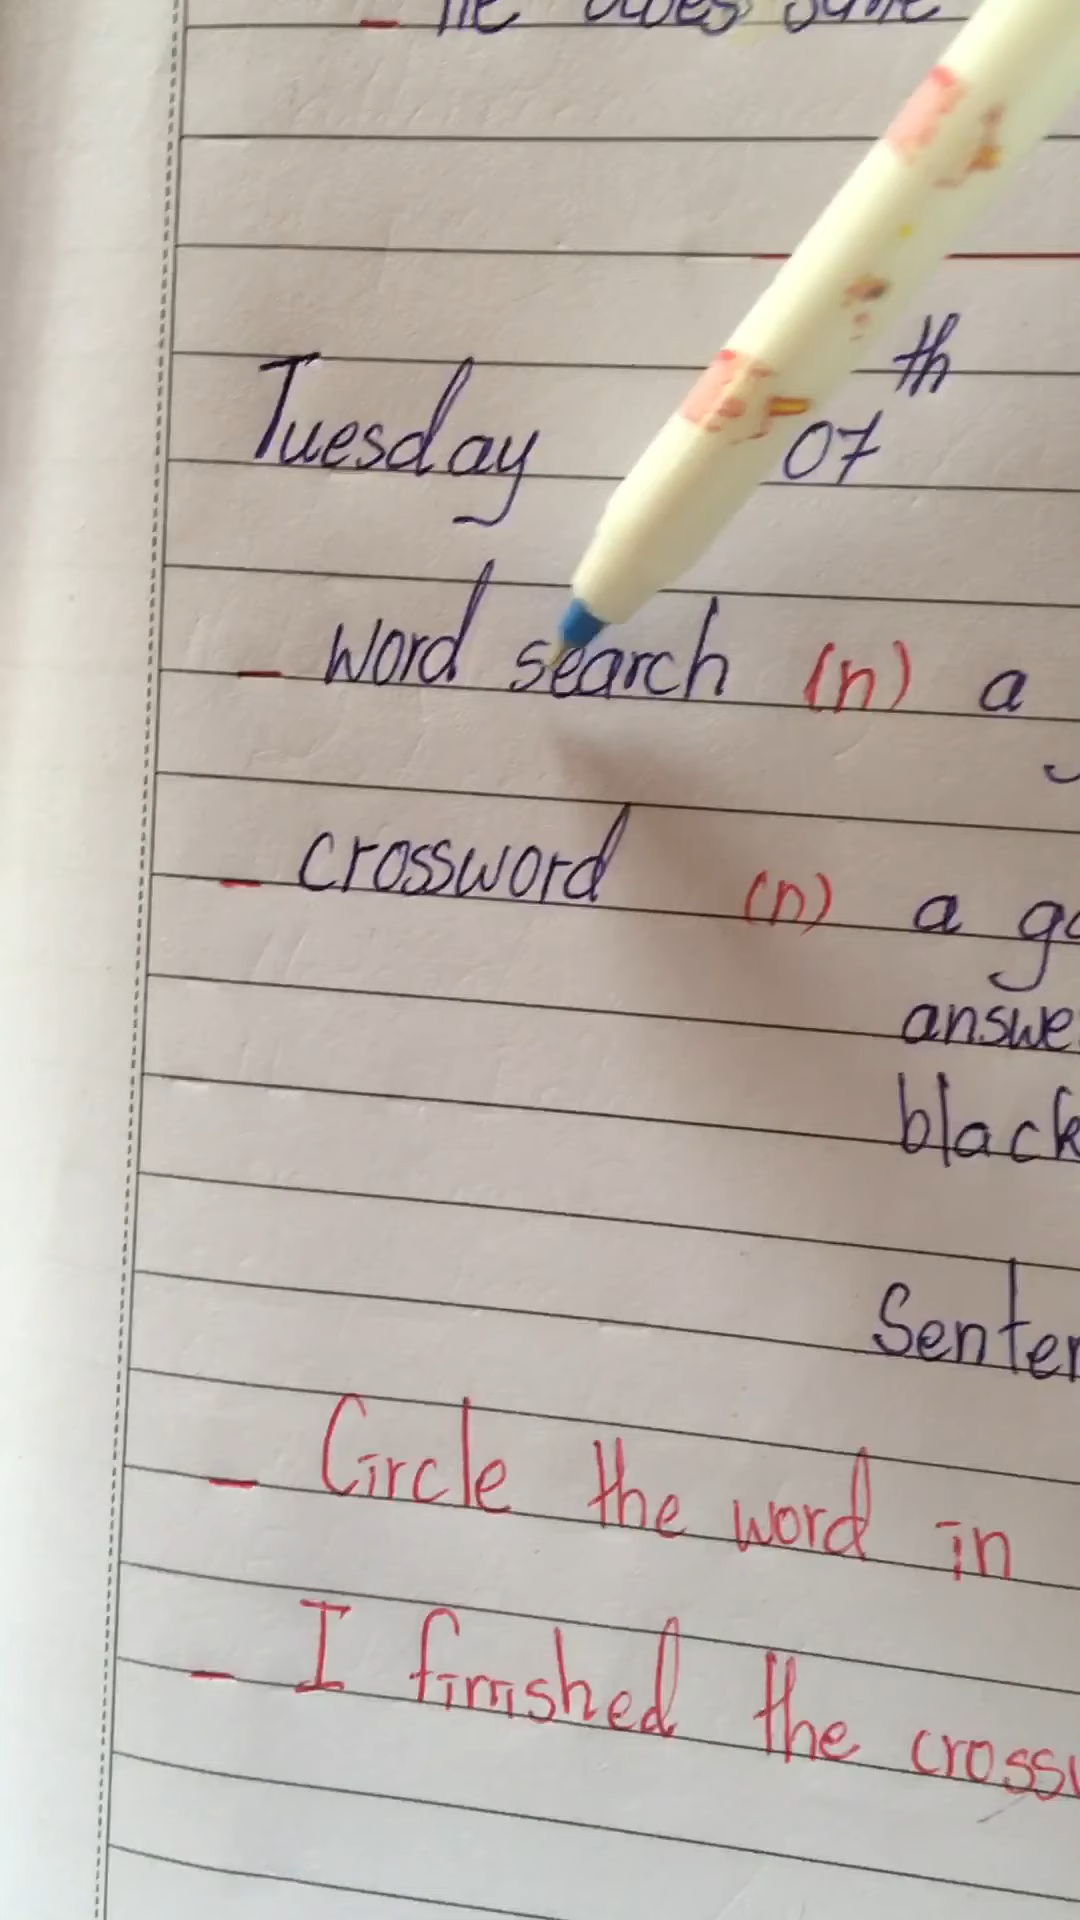 Tuesday 07th
- word search (n) a
- crossword (n) a
answe
black
Senten
- Circle the word in
- I finished the cross